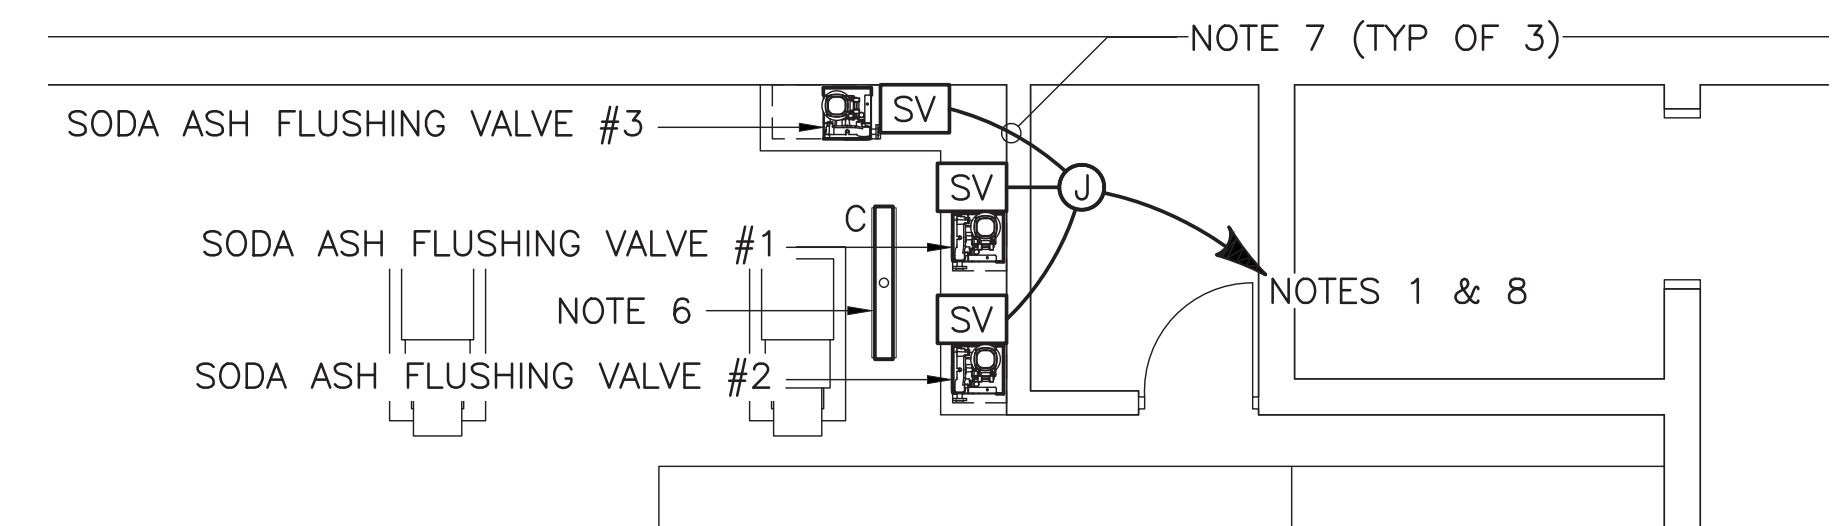 NOTE 7 (TYP OF 3)
SODA ASH FLUSHING VALVE #3
SV
SV
J
C
SODA ASH FLUSHING VALVE #1
NOTES 1 & 8
NOTE 6
SV
SODA ASH FLUSHING VALVE #2